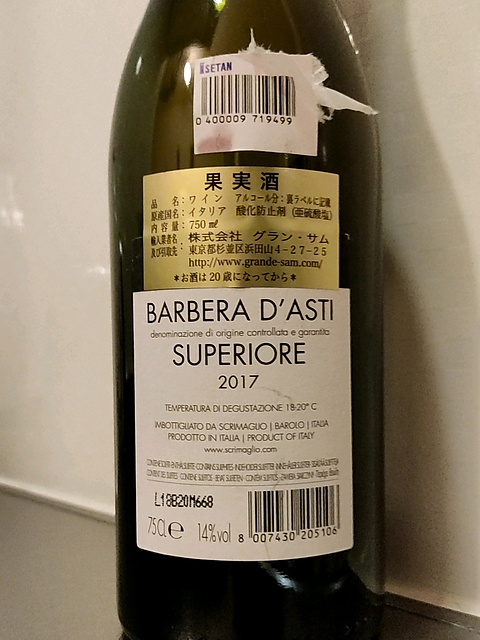 ISETAN
0 400009 719499
果実酒
品 名：ワイン アルコール分：裏ラベルに記載
原産国名：イタリア 酸化防止剤（亜硫酸塩）
内容量：750㎖
輸入業者名 株式会社 グラン・サム
及び引取先： 東京都杉並区浜田山4-27-25
http://www.grande-sam.com/
*お酒は20歳になってから*
BARBERA D'ASTI
denominazione di origine controllata e garantita
SUPERIORE
2017
TEMPERATURA DI DEGUSTAZIONE 18-20° C
IMBOTTIGLIATO DA SCRIMAGLIO | BAROLO | ITALIA
PRODOTTO IN ITALIA | PRODUCT OF ITALY
www.scrimaglio.com
L18B20M668
75CLe 14%vol 8 007430 205106